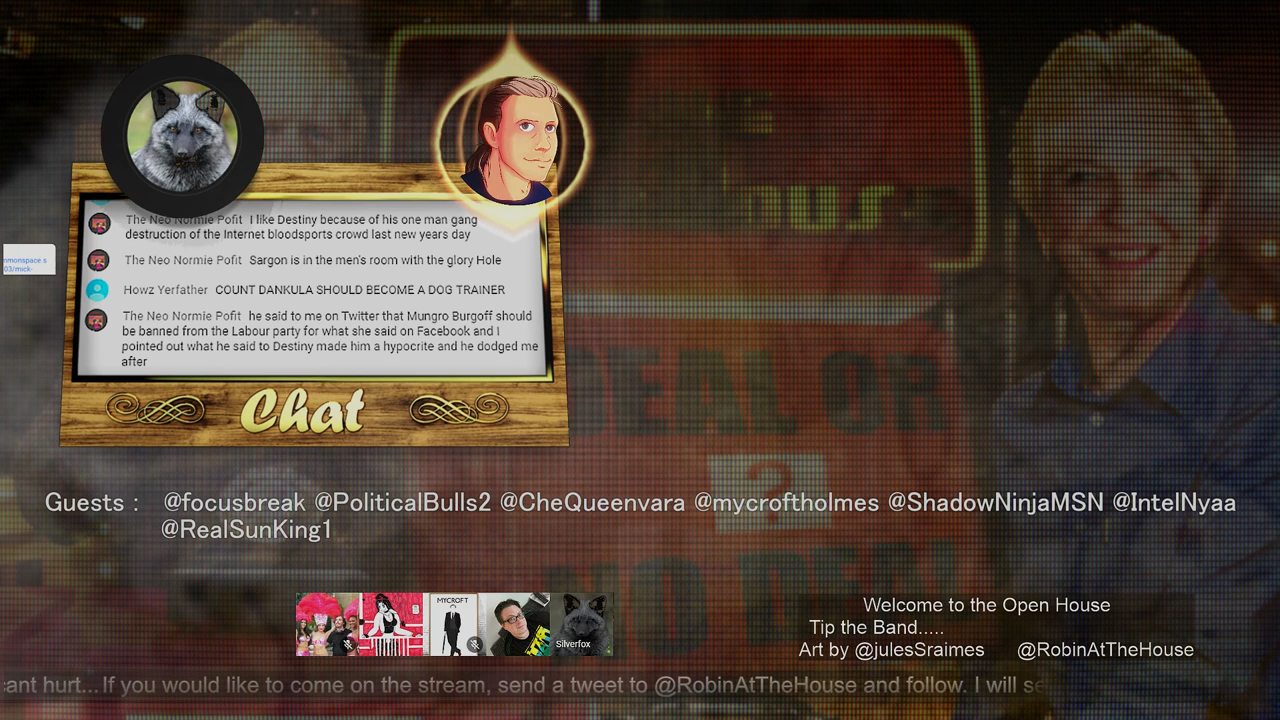 The Neo Normie Pofit I like Destiny because of his one man gang
destruction of the Internet bloodsports crowd last new years day
The Neo Normie Pofit Sargon is in the men's room with the glory Hole
Howz Yerfather COUNT DANKULA SHOULD BECOME A DOG TRAINER
The Neo Normie Pofit he said to me on Twitter that Mungro Burgoff should
be banned from the Labour party for what she said on Facebook and I
pointed out what he said to Destiny made him a hypocrite and he dodged me
after
Chat
nmonspace s
03/mick-
DEAL OR
?
NO DEAL
Guests : @focusbreak @PoliticalBulls2 @CheQueenvara @mycroftholmes @ShadowNinjaMSN @IntelNyaa
@RealSunKing1
MYCROFT
Silverfox
Welcome to the Open House
Tip the Band.....
Art by @julesSraimes @RobinAtTheHouse
cant hurt... If you would like to come on the stream, send a tweet to @RobinAtTheHouse and follow. I will se